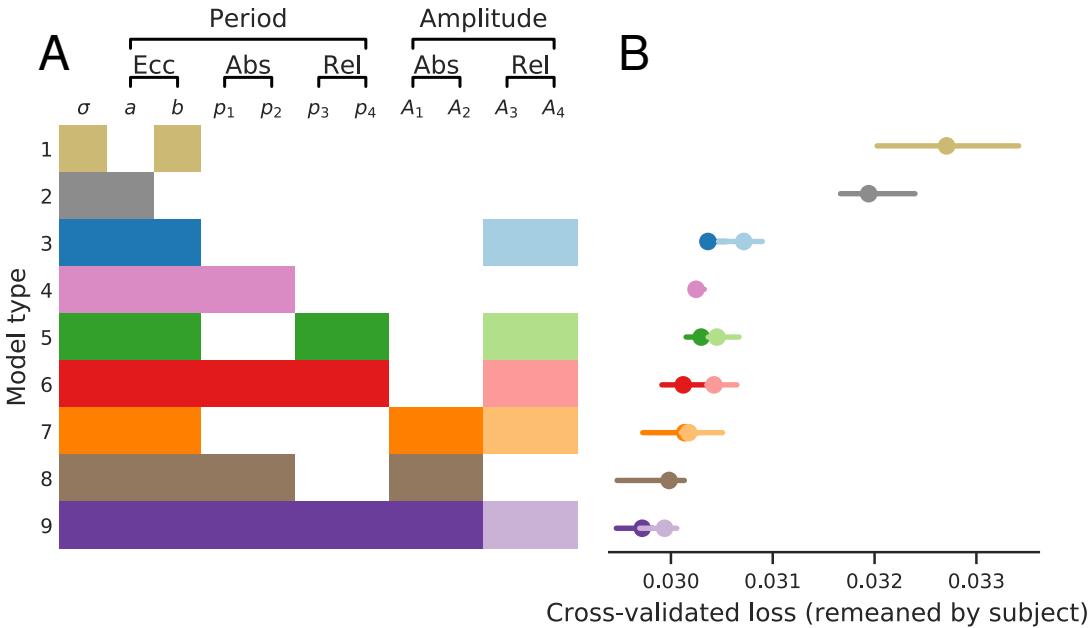 Period Amplitude
A B
Ecc Abs Rel Abs Rel
σ a b p₁ p₂ p₃ p₄ A₁ A₂ A₃ A₄
1
2
3
4
5
6
7
8
9
Model type
0.030 0.031 0.032 0.033
Cross-validated loss (remeaned by subject)